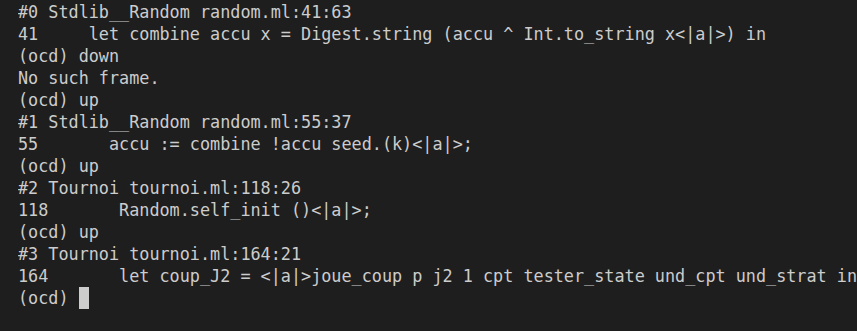 #0 Stdlib__Random random.ml:41:63
41     let combine accu x = Digest.string (accu ^ Int.to_string x<|a|>) in
(ocd) down
No such frame.
(ocd) up
#1 Stdlib__Random random.ml:55:37
55       accu := combine !accu seed.(k)<|a|>;
(ocd) up
#2 Tournoi tournoi.ml:118:26
118       Random.self_init ()<|a|>;
(ocd) up
#3 Tournoi tournoi.ml:164:21
164       let coup_J2 = <|a|>joue_coup p j2 1 cpt tester_state und_cpt und_strat in
(ocd)